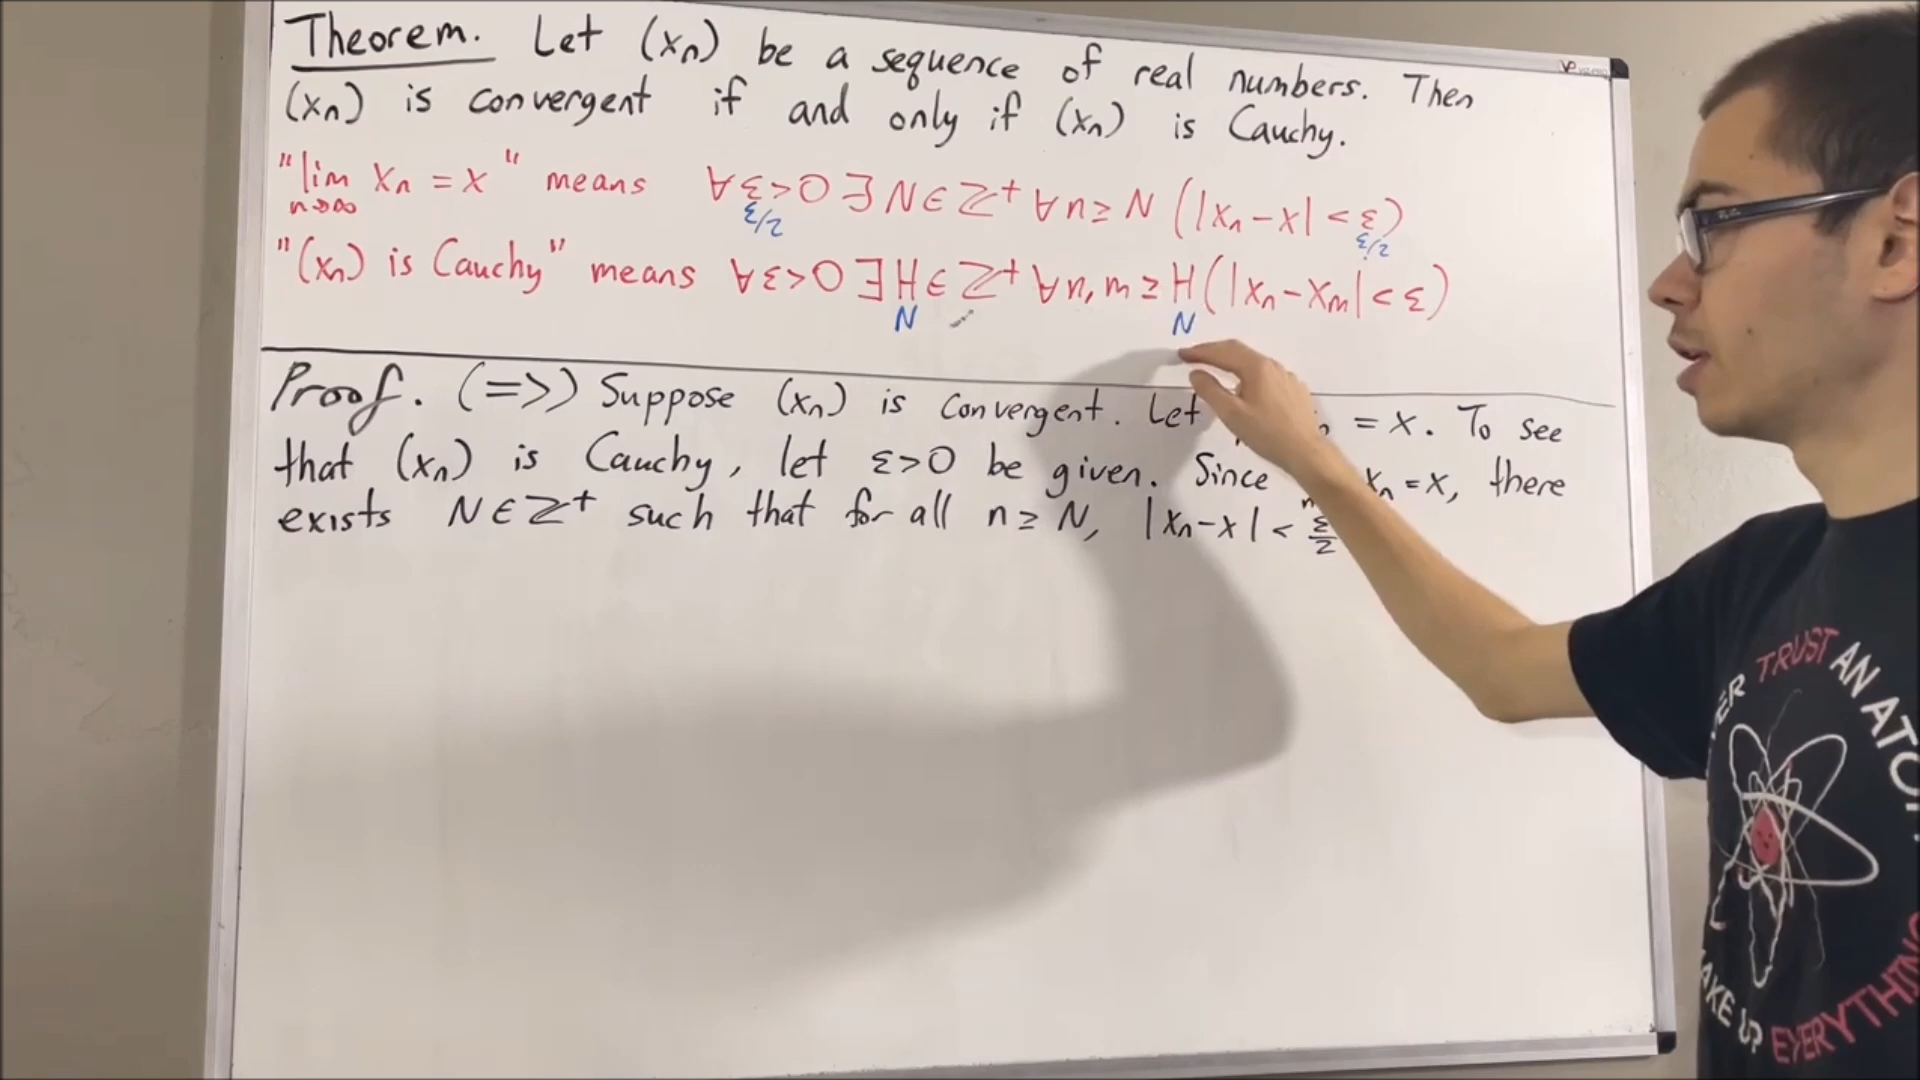 Theorem. Let (xₙ) be a sequence of real numbers. Then
(xₙ) is convergent if and only if (xₙ) is Cauchy.
"lim xₙ = x" means ∀ε>0 ∃N∈ℤ⁺ ∀n≥N (|xₙ-x|<ε)
n→∞
ε/2 ε/2
"(xₙ) is Cauchy" means ∀ε>0 ∃H∈ℤ⁺ ∀n,m≥H(|xₙ-xₘ|<ε)
N N
Proof. (=>) Suppose (xₙ) is convergent. Let = x. To see
that (xₙ) is Cauchy, let ε>0 be given. Since xₙ=x, there
exists N∈ℤ⁺ such that for all n≥N, |xₙ-x| < ε/2
TRUST AN
EVERYTHING